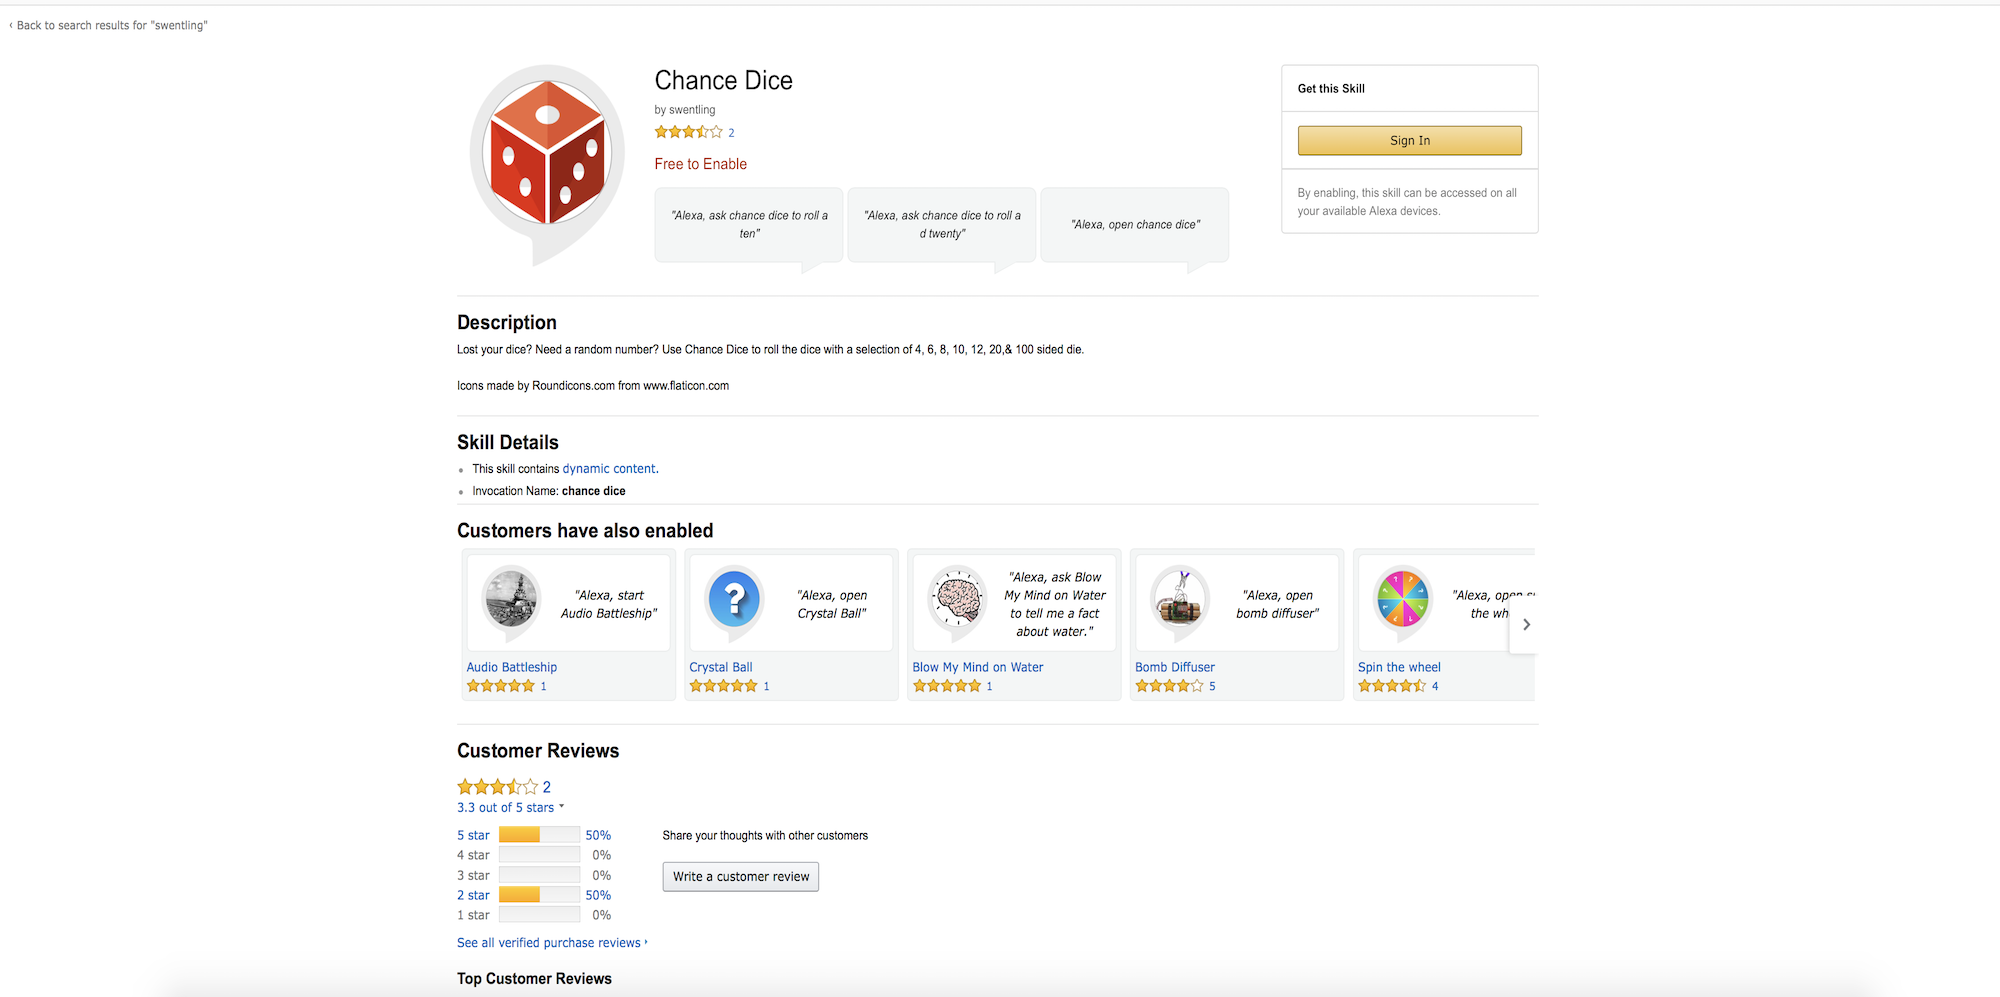 ‹ Back to search results for "swentling"
Chance Dice
by swentling
2
Free to Enable
"Alexa, ask chance dice to roll a
ten"
"Alexa, ask chance dice to roll a
d twenty"
"Alexa, open chance dice"
Get this Skill
Sign In
By enabling, this skill can be accessed on all
your available Alexa devices.
Description
Lost your dice? Need a random number? Use Chance Dice to roll the dice with a selection of 4, 6, 8, 10, 12, 20,& 100 sided die.
Icons made by Roundicons.com from www.flaticon.com
Skill Details
This skill contains dynamic content.
Invocation Name: chance dice
Customers have also enabled
"Alexa, start
Audio Battleship"
Audio Battleship
1
"Alexa, open
Crystal Ball"
Crystal Ball
1
"Alexa, ask Blow
My Mind on Water
to tell me a fact
about water."
Blow My Mind on Water
1
"Alexa, open
bomb diffuser"
Bomb Diffuser
5
"Alexa, open
the
Spin the wheel
4
Customer Reviews
2
3.3 out of 5 stars
5 star 50%
4 star 0%
3 star 0%
2 star 50%
1 star 0%
See all verified purchase reviews ›
Share your thoughts with other customers
Write a customer review
Top Customer Reviews